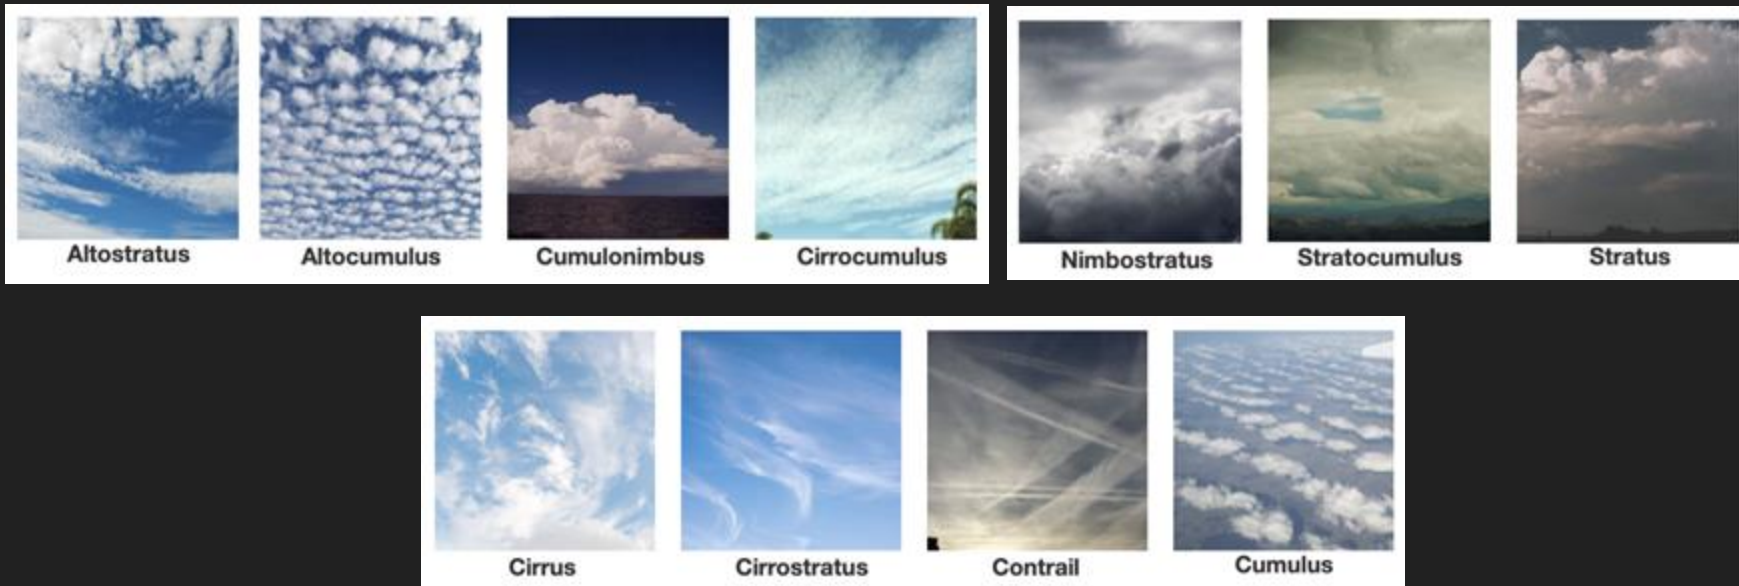 Altostratus
Altocumulus
Cumulonimbus
Cirrocumulus
Nimbostratus
Stratocumulus
Stratus
Cirrus
Cirrostratus
Contrail
Cumulus